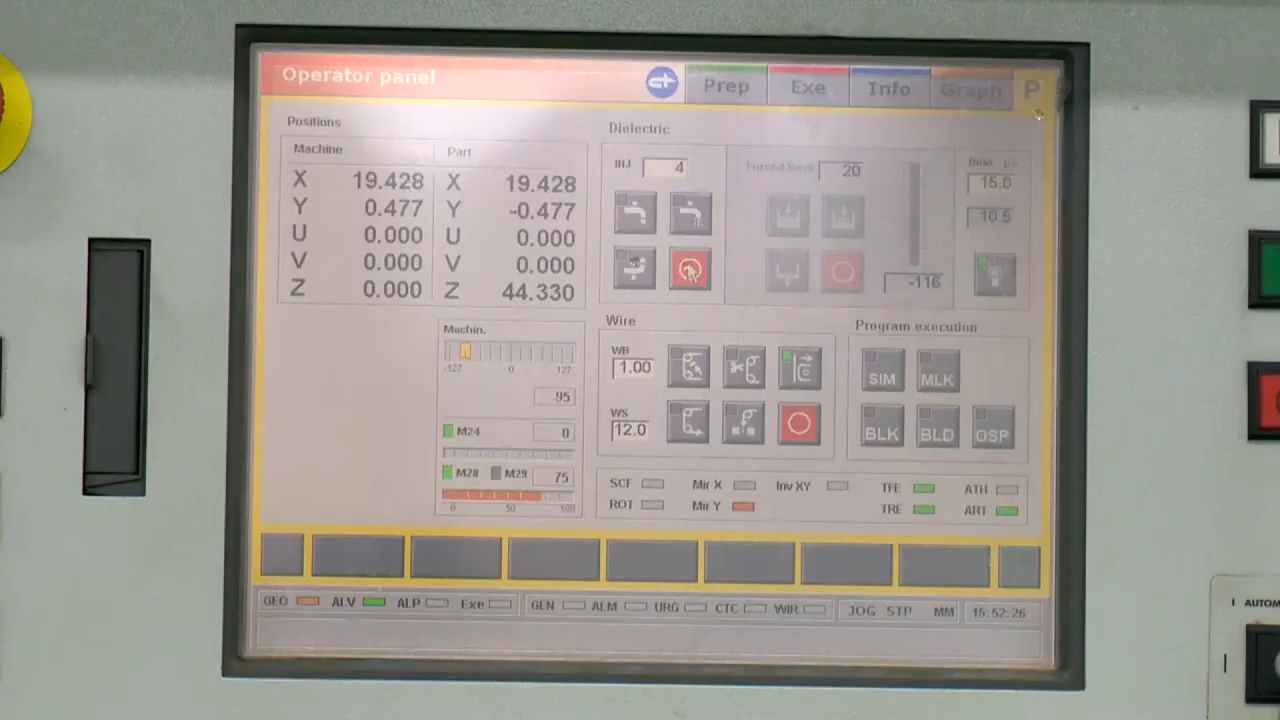 Operator panel
Prep
Exe
Info
Graph
P
Positions
Machine
Part
X 19.428 X 19.428
Y 0.477 Y -0.477
U 0.000 U 0.000
V 0.000 V 0.000
Z 0.000 Z 44.330
Machin.
-127 0 127
95
M24 0
M28 M29 75
0 50 100
Dielectric
INJ 4
Forced level 20
-116
15.0
10.5
Wire
WB
1.00
WS
12.0
Program execution
SIM MLK
BLK BLD OSP
SCF Mir X Inv XY TFE ATH
ROT Mir Y TRE ART
GEO ALV ALP Exe GEN ALM URG CTC WIR JOG STP MM 15:52:26
AUTOM